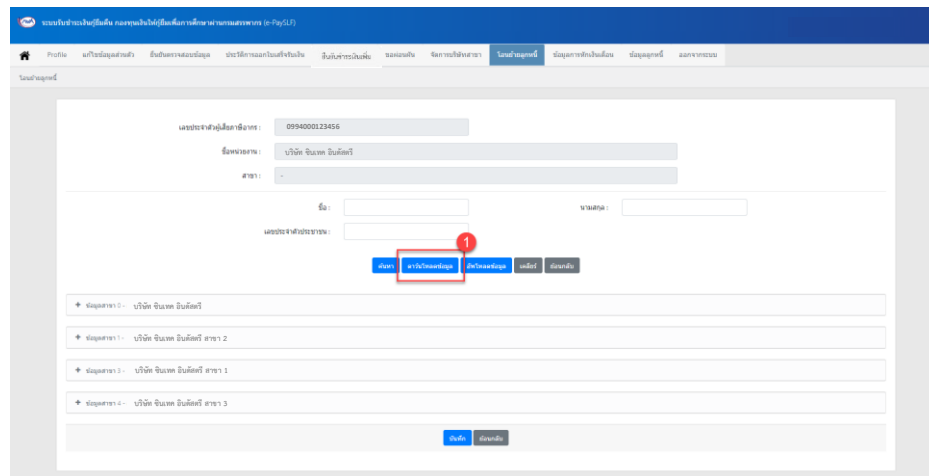 ระบบรับชำระเงินกู้ยืมคืน กองทุนเงินให้กู้ยืมเพื่อการศึกษาผ่านกรมสรรพากร (e-PaySLF)
Profile แก้ไขข้อมูลส่วนตัว ยืนยันตรวจสอบข้อมูล ประวัติการออกใบเสร็จรับเงิน ยืนยันชำระเงินเพิ่ม ขอผ่อนผัน จัดการบริษัทสาขา โอนย้ายลูกหนี้ ข้อมูลการหักเงินเดือน ข้อมูลลูกหนี้ ออกจากระบบ
โอนย้ายลูกหนี้
เลขประจำตัวผู้เสียภาษีอากร : 0994000123456
ชื่อหน่วยงาน : บริษัท ชินเทค อินดัสตรี
สาขา : -
ชื่อ : นามสกุล :
เลขประจำตัวประชาชน :
1
ค้นหา ดาวน์โหลดข้อมูล อัพโหลดข้อมูล เคลียร์ ย้อนกลับ
+ ข้อมูลสาขา 0 - บริษัท ชินเทค อินดัสตรี
+ ข้อมูลสาขา 1 - บริษัท ชินเทค อินดัสตรี สาขา 2
+ ข้อมูลสาขา 3 - บริษัท ชินเทค อินดัสตรี สาขา 1
+ ข้อมูลสาขา 4 - บริษัท ชินเทค อินดัสตรี สาขา 3
บันทึก ย้อนกลับ